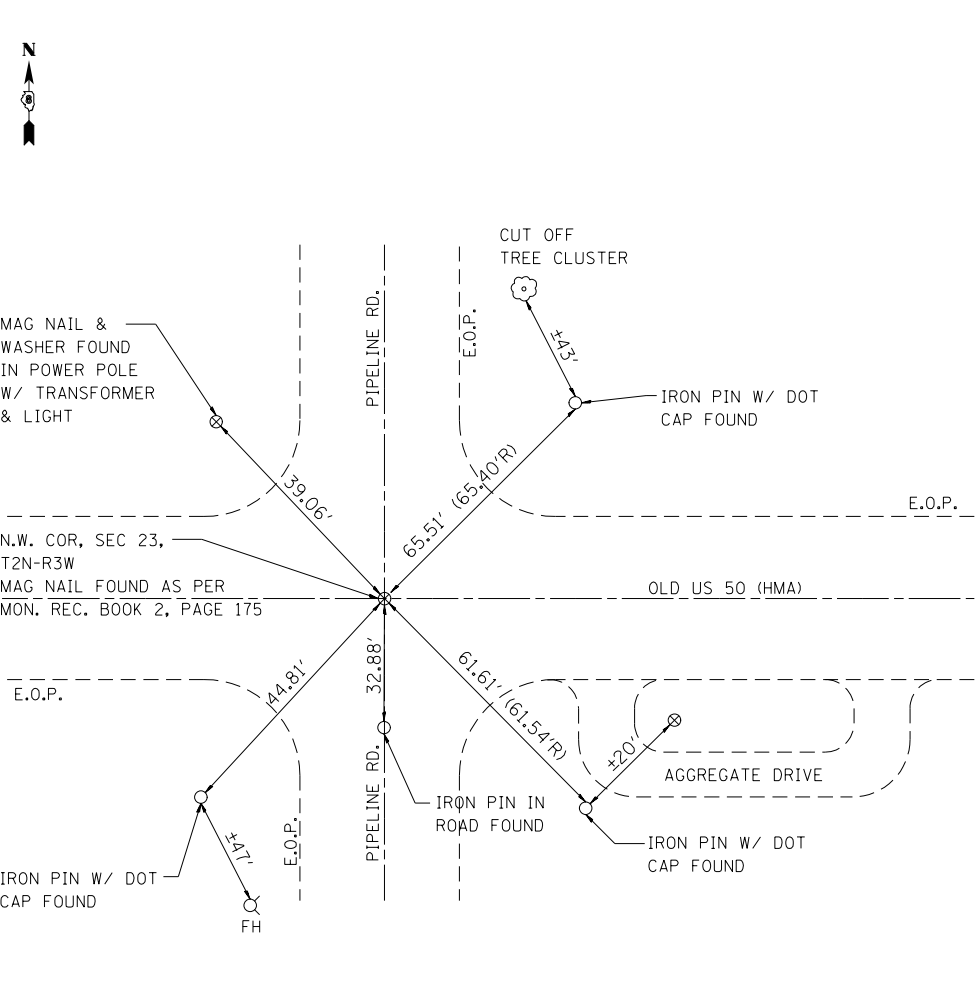 N
8
CUT OFF
TREE CLUSTER
PIPELINE RD.
E.O.P.
±43'
MAG NAIL &
WASHER FOUND
IN POWER POLE
W/ TRANSFORMER
& LIGHT
IRON PIN W/ DOT
CAP FOUND
39.06'
65.51' (65.40'R)
E.O.P.
N.W. COR, SEC 23,
T2N-R3W
MAG NAIL FOUND AS PER
MON. REC. BOOK 2, PAGE 175
OLD US 50 (HMA)
44.81'
32.88'
61.61' (61.54'R)
E.O.P.
±20'
AGGREGATE DRIVE
PIPELINE RD.
E.O.P.
IRON PIN IN
ROAD FOUND
±47'
IRON PIN W/ DOT
CAP FOUND
IRON PIN W/ DOT
CAP FOUND
FH